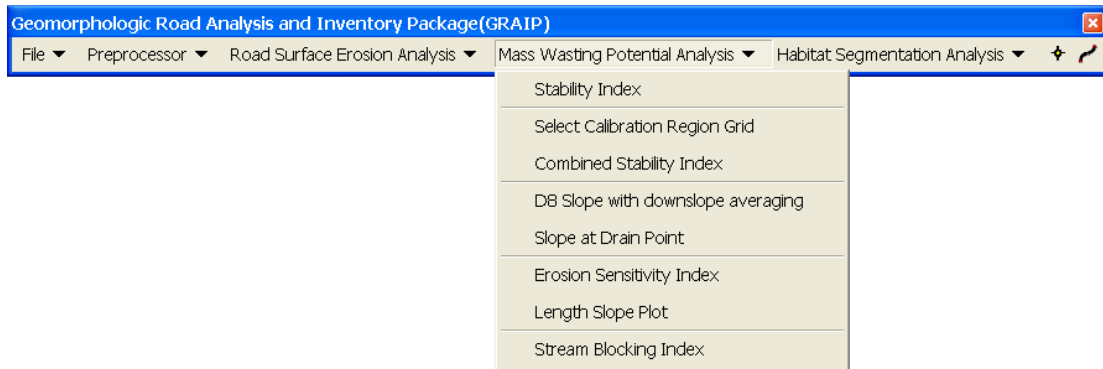 Geomorphologic Road Analysis and Inventory Package(GRAIP)
File Preprocessor Road Surface Erosion Analysis Mass Wasting Potential Analysis Habitat Segmentation Analysis
Stability Index
Select Calibration Region Grid
Combined Stability Index
D8 Slope with downslope averaging
Slope at Drain Point
Erosion Sensitivity Index
Length Slope Plot
Stream Blocking Index